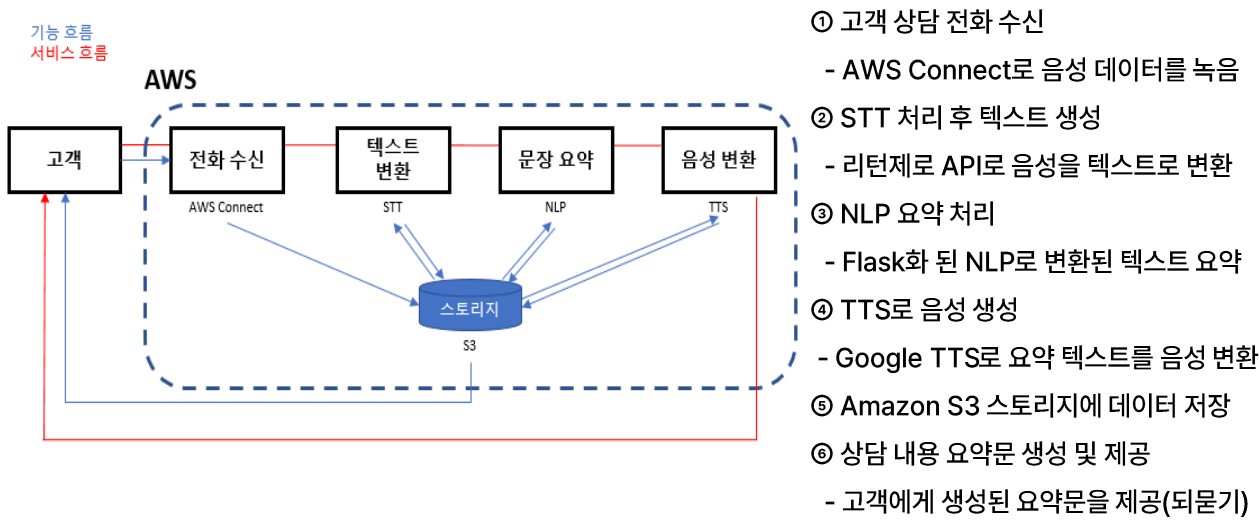 기능 흐름
서비스 흐름
AWS
고객
전화 수신
텍스트
변환
문장 요약
음성 변환
AWS Connect
STT
NLP
TTS
스토리지
S3
① 고객 상담 전화 수신
- AWS Connect로 음성 데이터를 녹음
② STT 처리 후 텍스트 생성
- 리턴제로 API로 음성을 텍스트로 변환
③ NLP 요약 처리
- Flask화 된 NLP로 변환된 텍스트 요약
④ TTS로 음성 생성
- Google TTS로 요약 텍스트를 음성 변환
⑤ Amazon S3 스토리지에 데이터 저장
⑥ 상담 내용 요약문 생성 및 제공
- 고객에게 생성된 요약문을 제공(되묻기)